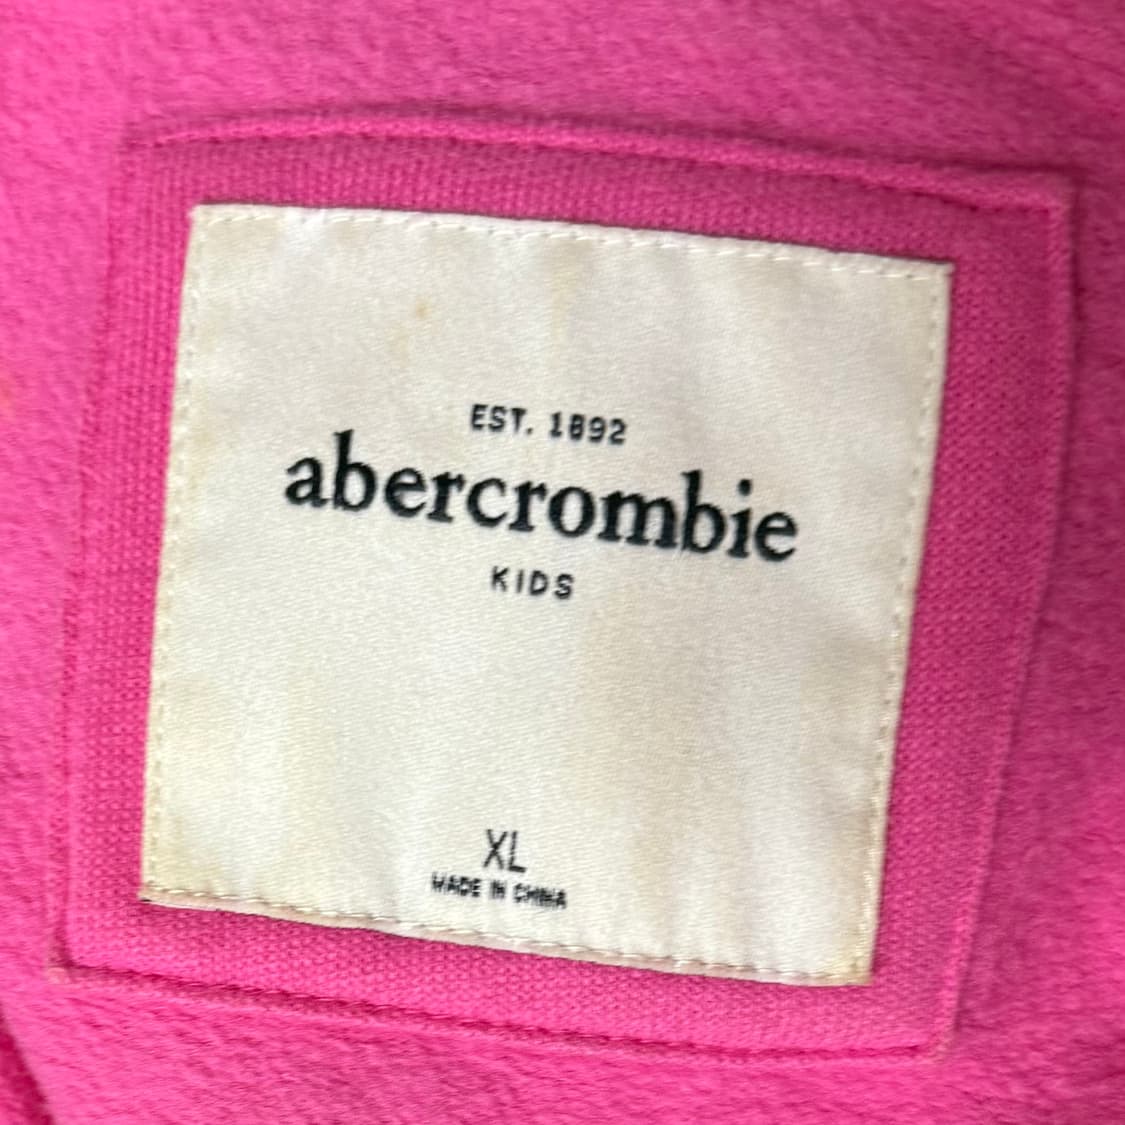 EST. 1892
abercrombie
KIDS
XL
MADE IN CHINA